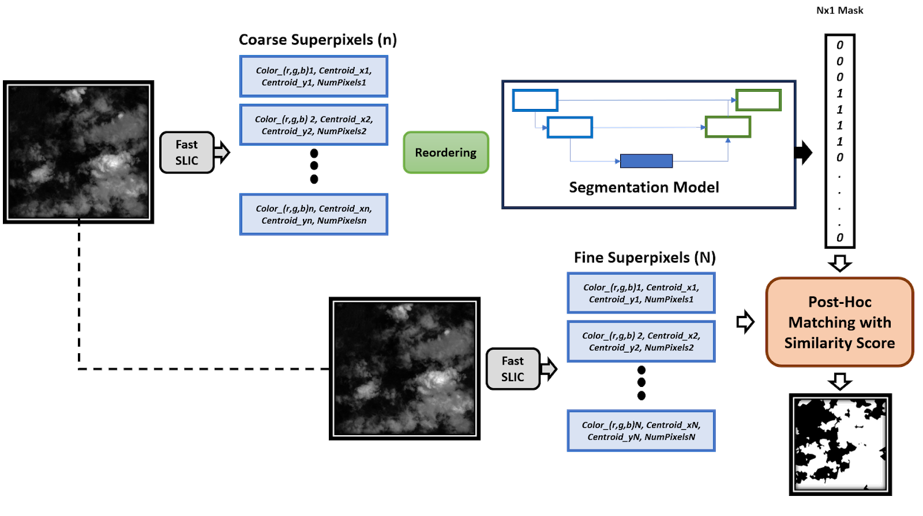 Nx1 Mask
Coarse Superpixels (n)
Color_(r,g,b)1, Centroid_x1,
Centroid_y1, NumPixels1
Color_(r,g,b) 2, Centroid_x2,
Centroid_y2, NumPixels2
Color_(r,g,b)n, Centroid_xn,
Centroid_yn, NumPixelsn
Fast
SLIC
Reordering
Segmentation Model
0
0
0
1
1
1
1
0
.
.
.
.
0
Fine Superpixels (N)
Color_(r,g,b)1, Centroid_x1,
Centroid_y1, NumPixels1
Color_(r,g,b) 2, Centroid_x2,
Centroid_y2, NumPixels2
Color_(r,g,b)N, Centroid_xN,
Centroid_yN, NumPixelsN
Fast
SLIC
Post-Hoc
Matching with
Similarity Score